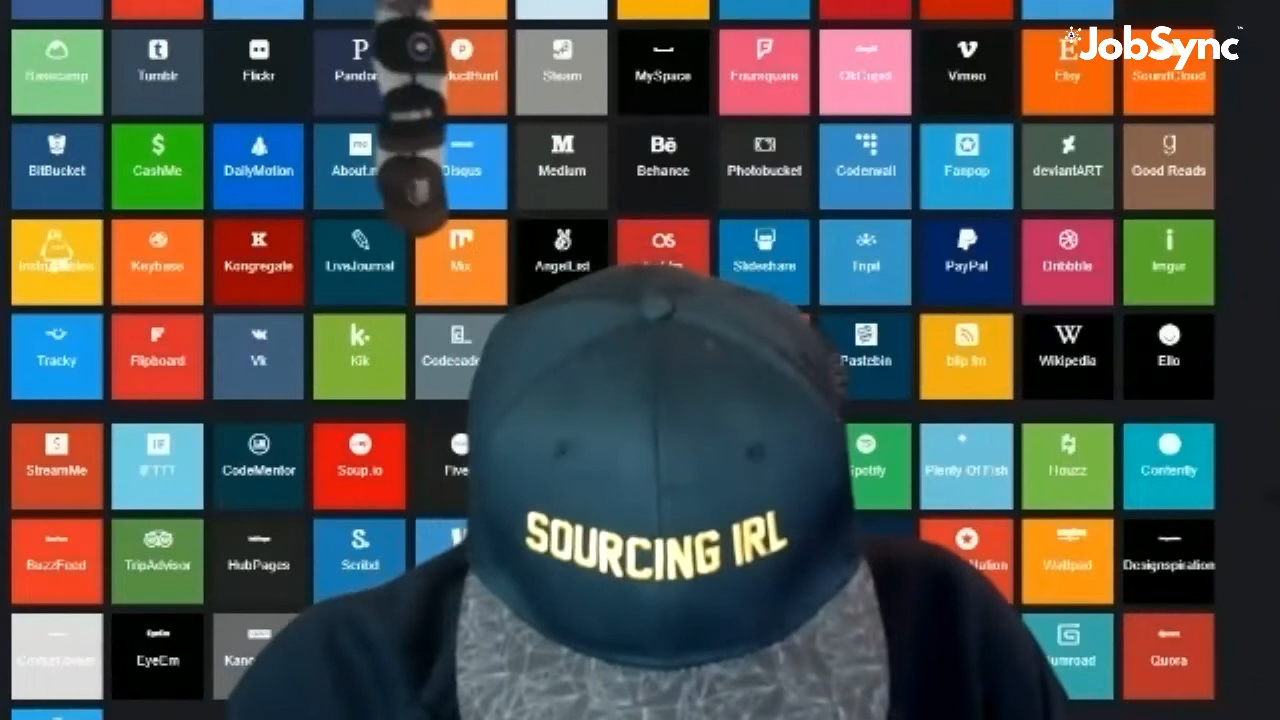 JobSync
Basecamp
Tumblr
Flickr
MySpace
Foursquare
OkCupid
Vimeo
Etsy
SoundCloud
Steam
BitBucket
CashMe
DailyMotion
Disqus
Medium
Behance
Photobucket
Coderwall
Fanpop
deviantART
Good Reads
Keybase
Kongregate
LiveJournal
Mix
AngelList
Slideshare
PayPal
Dribbble
Imgur
Tracky
Flipboard
Vk
Kik
Pastebin
blip.fm
Wikipedia
Ello
StreamMe
IFTTT
CodeMentor
Soup.io
Five
Spotify
Plenty Of Fish
Houzz
Contently
SOURCING IRL
BuzzFeed
TripAdvisor
HubPages
Scribd
Wattpad
Designspiration
EyeEm
Quora